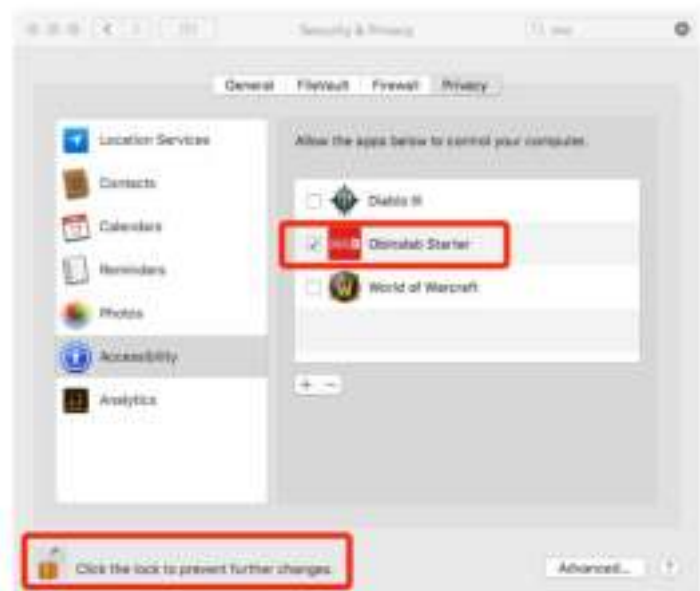 Security & Privacy
General FileVault Firewall Privacy
Location Services
Contacts
Calendars
Reminders
Photos
Accessibility
Analytics
Allow the apps below to control your computer.
Diablo III
Obinslab Starter
World of Warcraft
Click the lock to prevent further changes.
Advanced...
?